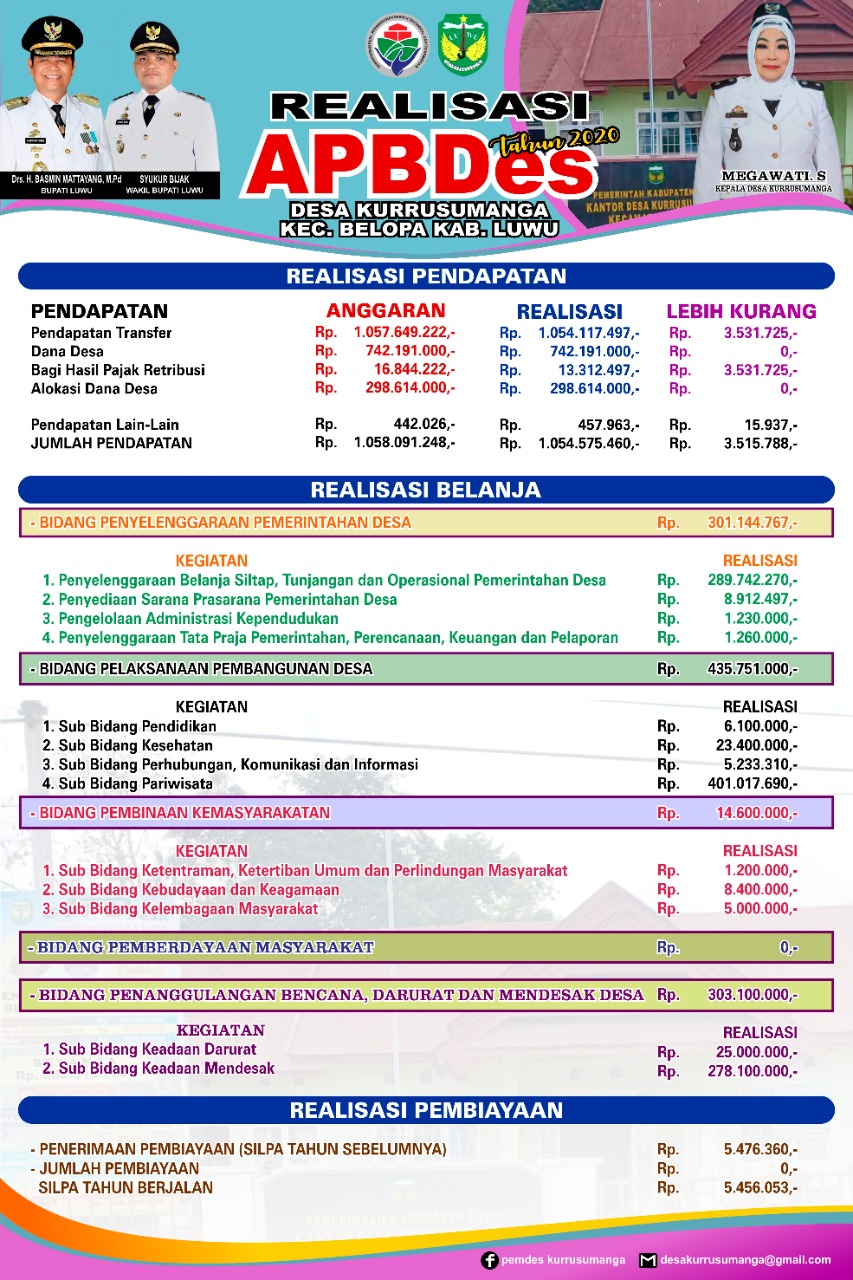 REALISASI
APBDes
tahun 2020
DESA KURRUSUMANGA
KEC. BELOPA KAB. LUWU
Drs. H. BASMIN MATTAYANG, M.Pd
BUPATI LUWU
SYUKUR BIJAK
WAKIL BUPATI LUWU
MEGAWATI. S
KEPALA DESA KURRUSUMANGA
PEMERINTAH KABUPATEN
KANTOR DESA KURRUSU
REALISASI PENDAPATAN
PENDAPATAN ANGGARAN REALISASI LEBIH KURANG
Pendapatan Transfer Rp. 1.057.649.222,- Rp. 1.054.117.497,- Rp. 3.531.725,-
Dana Desa Rp. 742.191.000,- Rp. 742.191.000,- Rp. 0,-
Bagi Hasil Pajak Retribusi Rp. 16.844.222,- Rp. 13.312.497,- Rp. 3.531.725,-
Alokasi Dana Desa Rp. 298.614.000,- Rp. 298.614.000,- Rp. 0,-
Pendapatan Lain-Lain Rp. 442.026,- Rp. 457.963,- Rp. 15.937,-
JUMLAH PENDAPATAN Rp. 1.058.091.248,- Rp. 1.054.575.460,- Rp. 3.515.788,-
REALISASI BELANJA
- BIDANG PENYELENGGARAAN PEMERINTAHAN DESA Rp. 301.144.767,-
KEGIATAN REALISASI
1. Penyelenggaraan Belanja Siltap, Tunjangan dan Operasional Pemerintahan Desa Rp. 289.742.270,-
2. Penyediaan Sarana Prasarana Pemerintahan Desa Rp. 8.912.497,-
3. Pengelolaan Administrasi Kependudukan Rp. 1.230.000,-
4. Penyelenggaraan Tata Praja Pemerintahan, Perencanaan, Keuangan dan Pelaporan Rp. 1.260.000,-
- BIDANG PELAKSANAAN PEMBANGUNAN DESA Rp. 435.751.000,-
KEGIATAN REALISASI
1. Sub Bidang Pendidikan Rp. 6.100.000,-
2. Sub Bidang Kesehatan Rp. 23.400.000,-
3. Sub Bidang Perhubungan, Komunikasi dan Informasi Rp. 5.233.310,-
4. Sub Bidang Pariwisata Rp. 401.017.690,-
- BIDANG PEMBINAAN KEMASYARAKATAN Rp. 14.600.000,-
KEGIATAN REALISASI
1. Sub Bidang Ketentraman, Ketertiban Umum dan Perlindungan Masyarakat Rp. 1.200.000,-
2. Sub Bidang Kebudayaan dan Keagamaan Rp. 8.400.000,-
3. Sub Bidang Kelembagaan Masyarakat Rp. 5.000.000,-
- BIDANG PEMBERDAYAAN MASYARAKAT Rp. 0,-
- BIDANG PENANGGULANGAN BENCANA, DARURAT DAN MENDESAK DESA Rp. 303.100.000,-
KEGIATAN REALISASI
1. Sub Bidang Keadaan Darurat Rp. 25.000.000,-
2. Sub Bidang Keadaan Mendesak Rp. 278.100.000,-
REALISASI PEMBIAYAAN
- PENERIMAAN PEMBIAYAAN (SILPA TAHUN SEBELUMNYA) Rp. 5.476.360,-
- JUMLAH PEMBIAYAAN Rp. 0,-
SILPA TAHUN BERJALAN Rp. 5.456.053,-
PEMERINTAH KABUPATEN LUWU
pemdes kurrusumanga desakurrusumanga@gmail.com